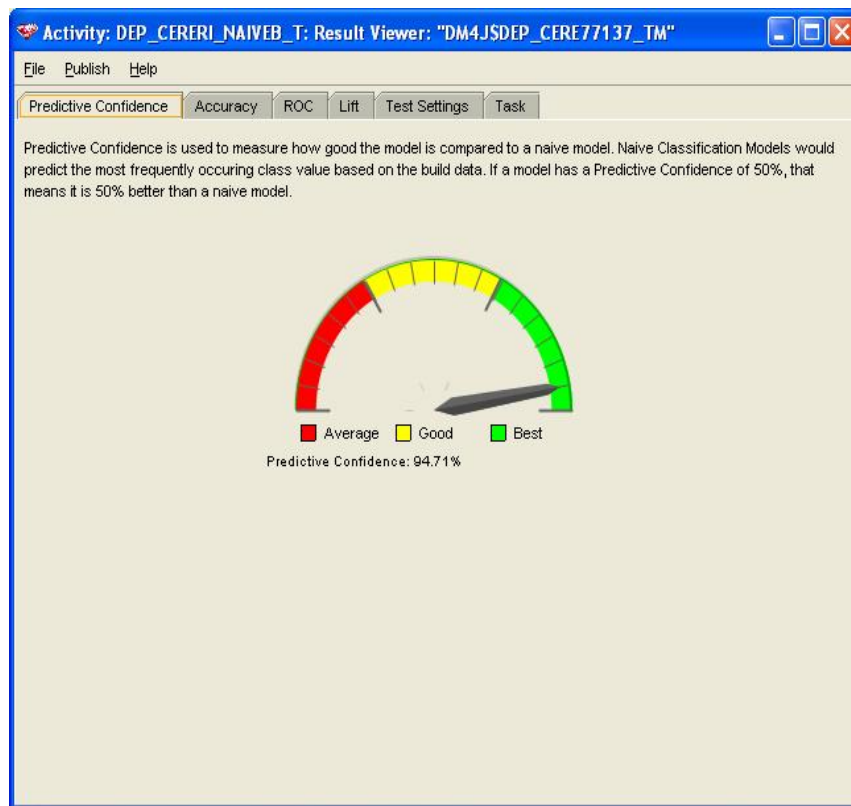 Activity: DEP_CERERI_NAIVEB_T: Result Viewer: "DM4J$DEP_CERE77137_TM"
File Publish Help
Predictive Confidence Accuracy ROC Lift Test Settings Task
Predictive Confidence is used to measure how good the model is compared to a naive model. Naive Classification Models would
predict the most frequently occuring class value based on the build data. If a model has a Predictive Confidence of 50%, that
means it is 50% better than a naive model.
Average Good Best
Predictive Confidence: 94.71%